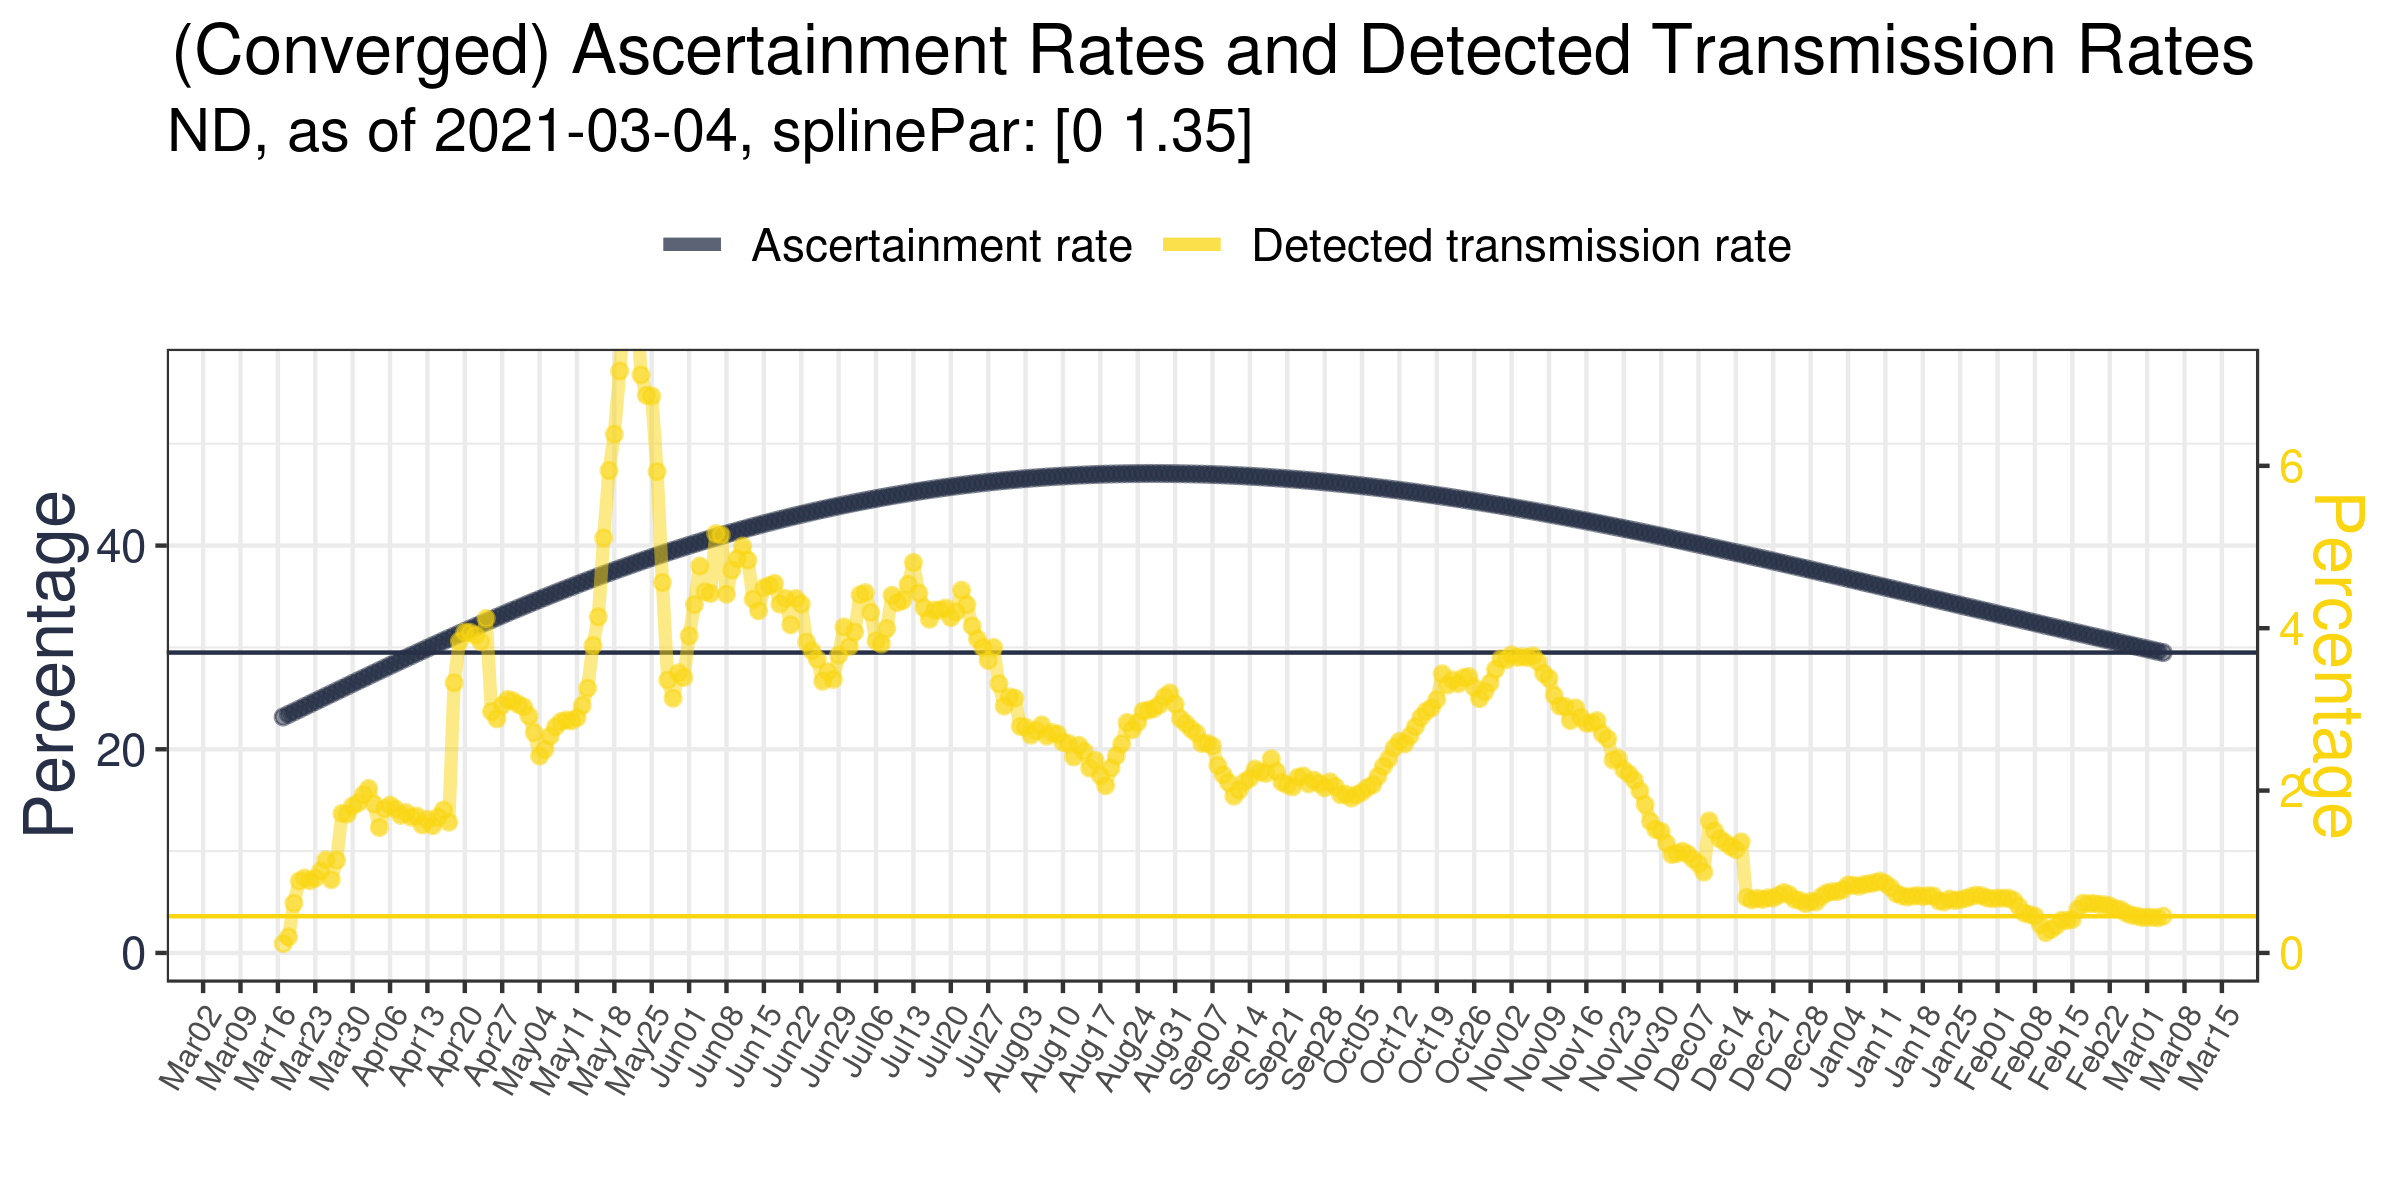 (Converged) Ascertainment Rates and Detected Transmission Rates
ND, as of 2021-03-04, splinePar: [0 1.35]
Ascertainment rate
Detected transmission rate
Percentage
40
20
0
6
4
2
0
Percentage
Mar02
Mar09
Mar16
Mar23
Mar30
Apr06
Apr13
Apr20
Apr27
May04
May11
May18
May25
Jun01
Jun08
Jun15
Jun22
Jun29
Jul06
Jul13
Jul20
Jul27
Aug03
Aug10
Aug17
Aug24
Aug31
Sep07
Sep14
Sep21
Sep28
Oct05
Oct12
Oct19
Oct26
Nov02
Nov09
Nov16
Nov23
Nov30
Dec07
Dec14
Dec21
Dec28
Jan04
Jan11
Jan18
Jan25
Feb01
Feb08
Feb15
Feb22
Mar01
Mar08
Mar15